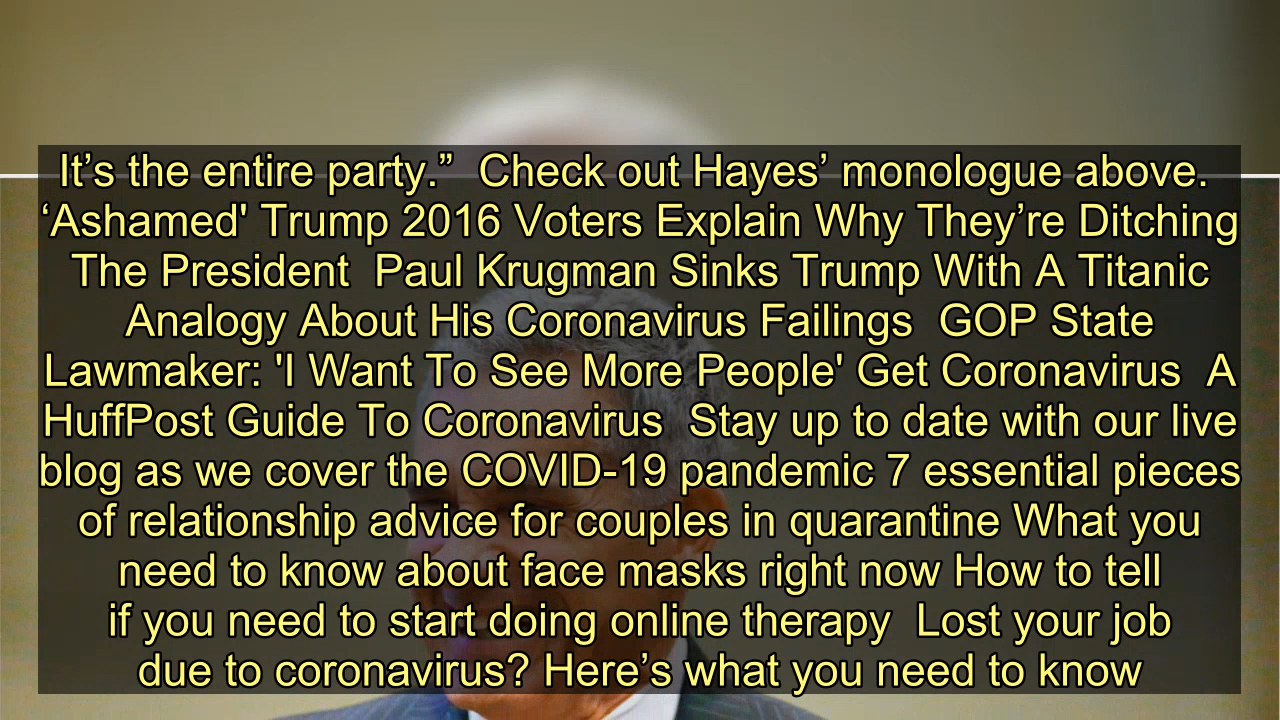 It’s the entire party.”  Check out Hayes’ monologue above.
‘Ashamed' Trump 2016 Voters Explain Why They’re Ditching
The President  Paul Krugman Sinks Trump With A Titanic
Analogy About His Coronavirus Failings  GOP State
Lawmaker: 'I Want To See More People' Get Coronavirus  A
HuffPost Guide To Coronavirus  Stay up to date with our live
blog as we cover the COVID-19 pandemic 7 essential pieces
of relationship advice for couples in quarantine What you
need to know about face masks right now How to tell
if you need to start doing online therapy  Lost your job
due to coronavirus? Here’s what you need to know